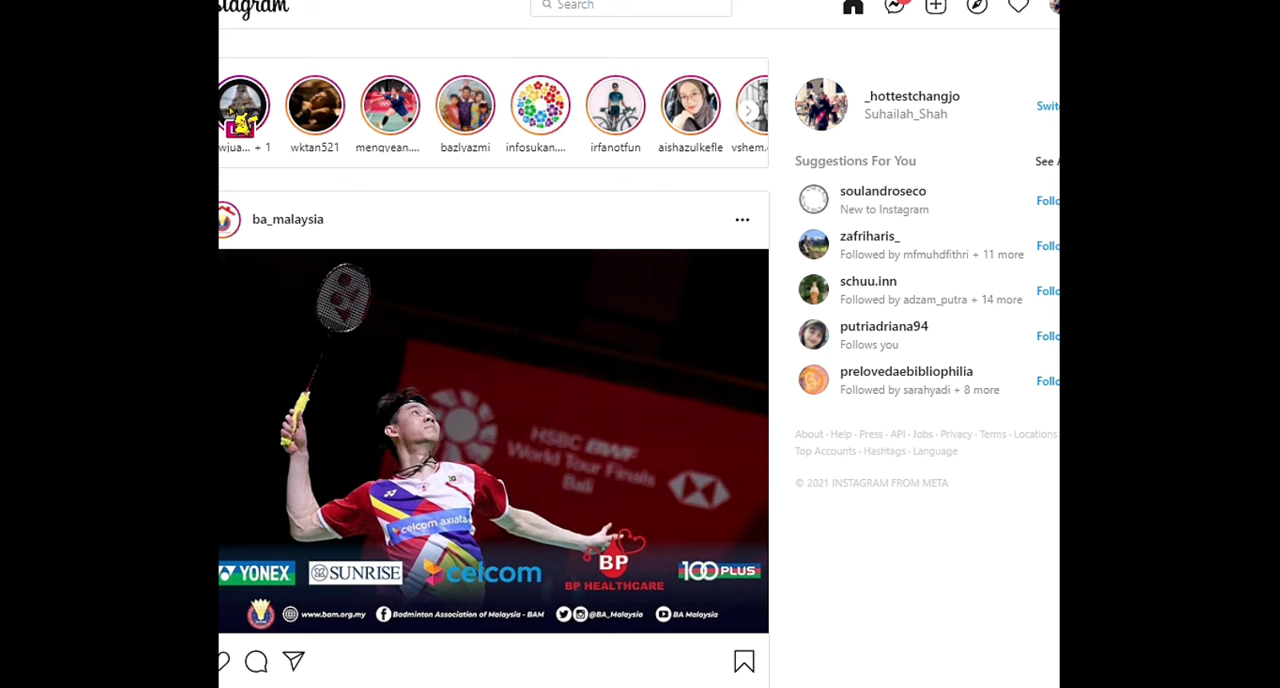 stagram
Search
wjua... + 1
wktan521
mengyean....
bazlyazmi
infosukan....
irfanotfun
aishazulkefle
vshem.
_hottestchangjo
Suhailah_Shah
Swit
Suggestions For You
See A
soulandroseco
New to Instagram
Follo
zafriharis_
Followed by mfmuhdfithri + 11 more
Follo
schuu.inn
Followed by adzam_putra + 14 more
Follo
putriadriana94
Follows you
Follo
prelovedaebibliophilia
Followed by sarahyadi + 8 more
Follo
About · Help · Press · API · Jobs · Privacy · Terms · Locations
Top Accounts · Hashtags · Language
© 2021 INSTAGRAM FROM META
ba_malaysia
HSBC BWF
World Tour Finals
Bali
celcom axiata
YONEX
SUNRISE
celcom
BP
BP HEALTHCARE
100 PLUS
www.bam.org.my
Badminton Association of Malaysia - BAM
@BA_Malaysia
BA Malaysia